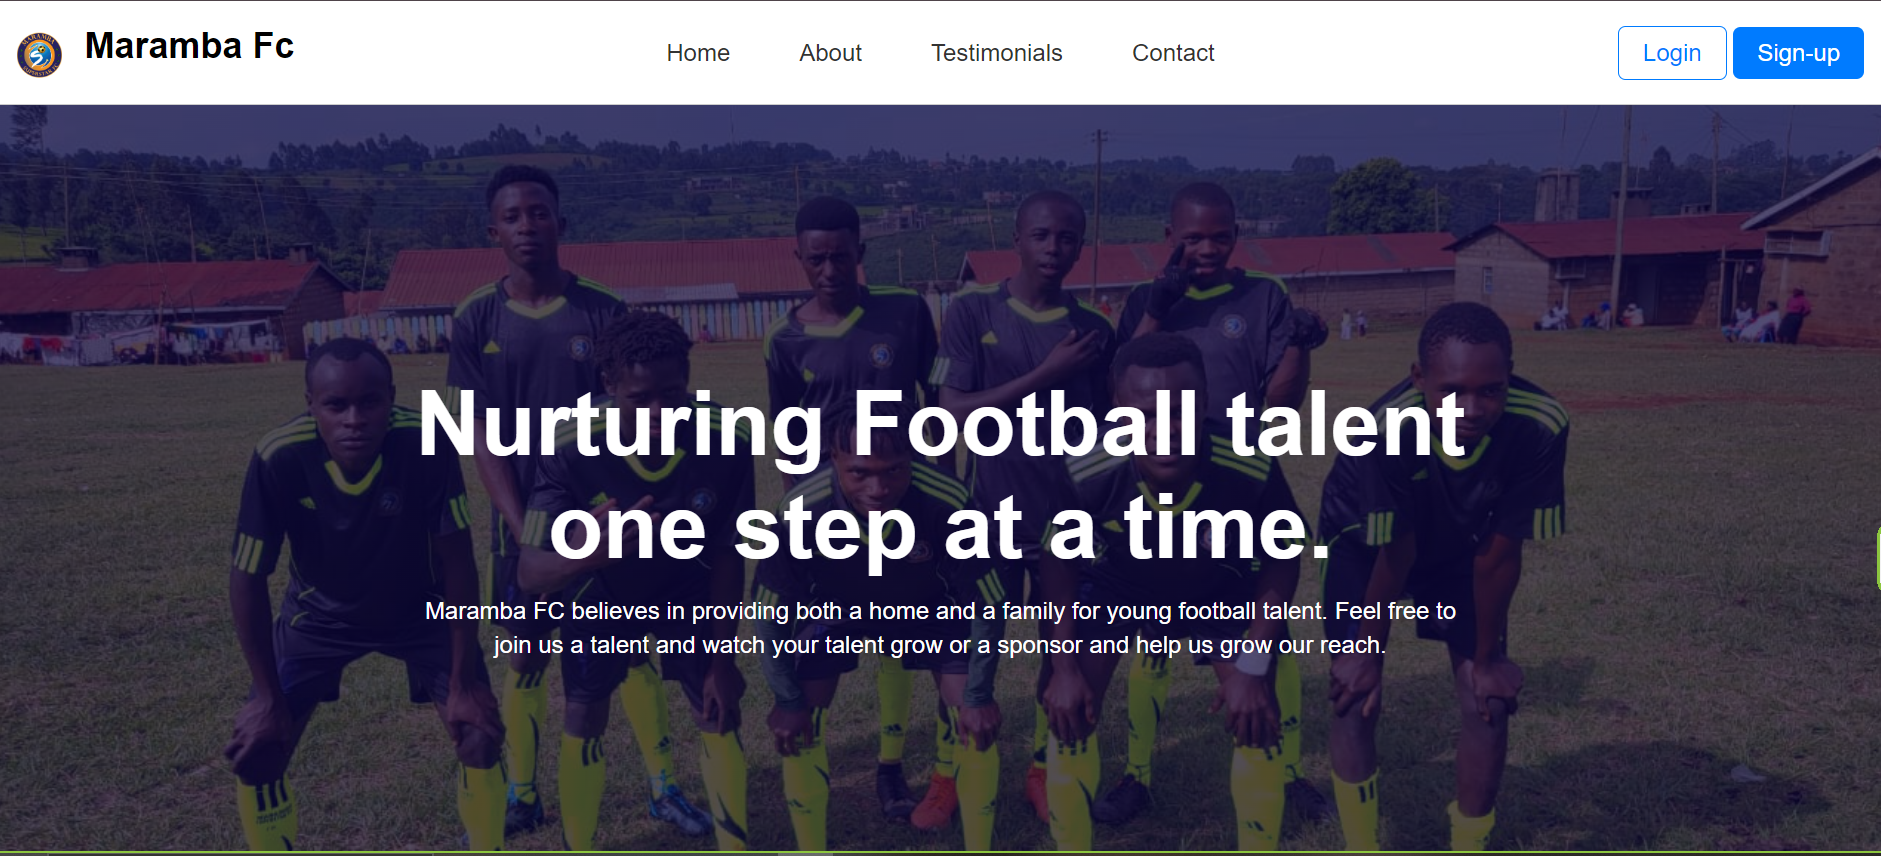 Maramba Fc
Home
About
Testimonials
Contact
Login
Sign-up
Nurturing Football talent
one step at a time.
Maramba FC believes in providing both a home and a family for young football talent. Feel free to
join us a talent and watch your talent grow or a sponsor and help us grow our reach.